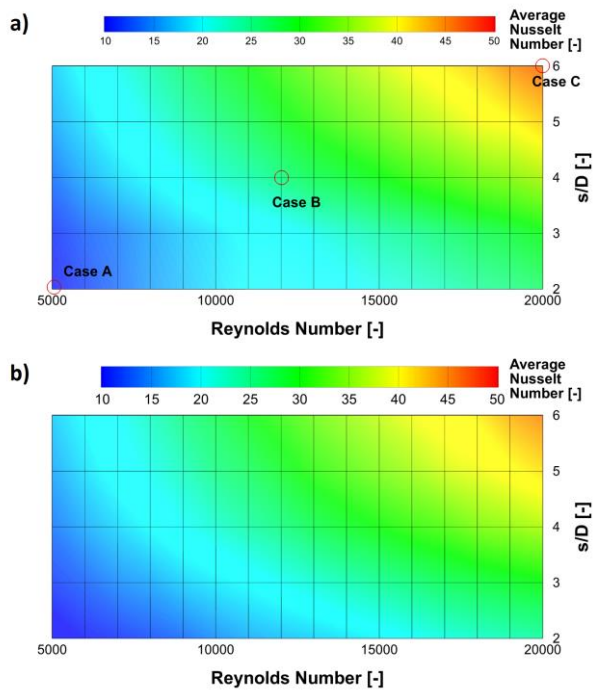 a)
Average
Nusselt
Number [-]
10 15 20 25 30 35 40 45 50
6
Case C
5
s/D [-]
4
Case B
3
Case A
2
5000 10000 15000 20000
Reynolds Number [-]
b)
Average
Nusselt
Number [-]
10 15 20 25 30 35 40 45 50
6
5
s/D [-]
4
3
2
5000 10000 15000 20000
Reynolds Number [-]